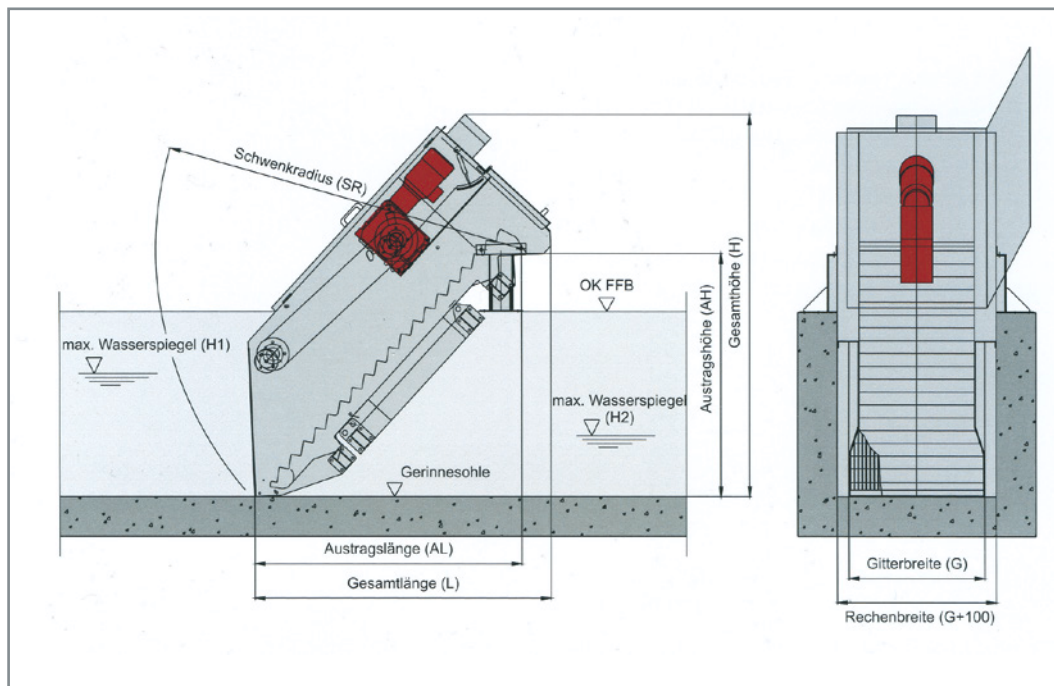 Schwenkradius (SR)
OK FFB
max. Wasserspiegel (H1)
max. Wasserspiegel
(H2)
Gerinnesohle
Austragshöhe (AH)
Gesamthöhe (H)
Austragslänge (AL)
Gesamtlänge (L)
Gitterbreite (G)
Rechenbreite (G+100)